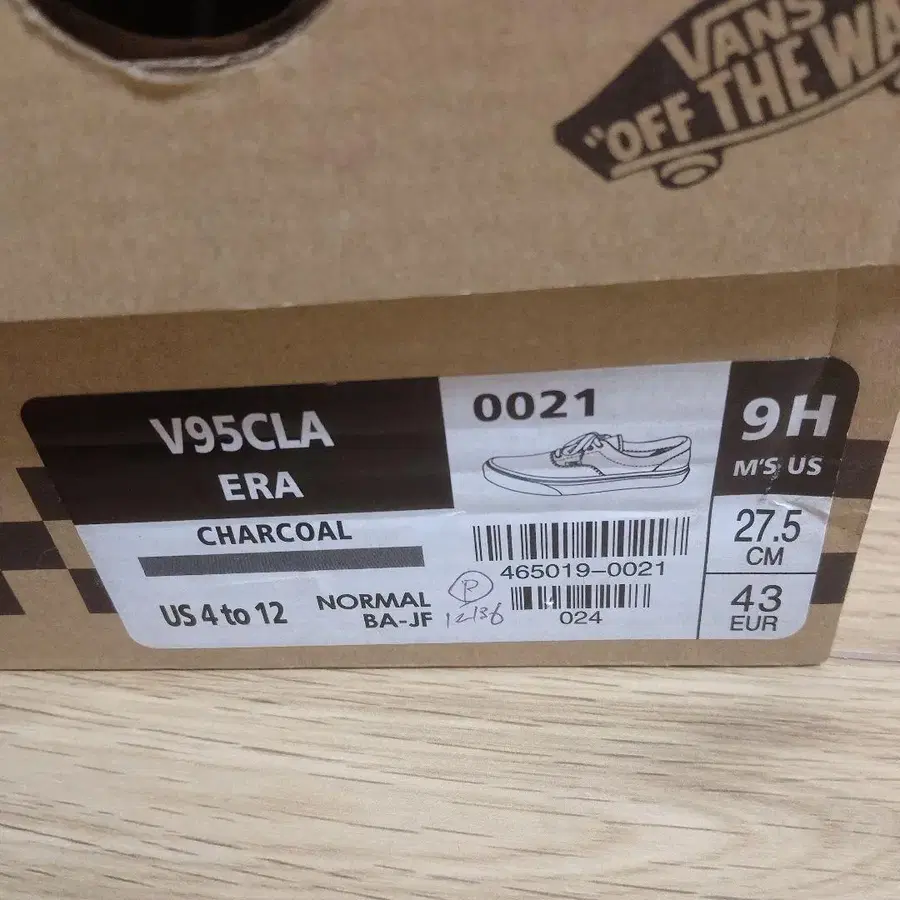 VANS
"OFF THE WA
V95CLA
ERA
0021
9H
M'S US
CHARCOAL
27.5
CM
465019-0021
US 4 to 12
NORMAL
BA-JF
P
12136
024
43
EUR